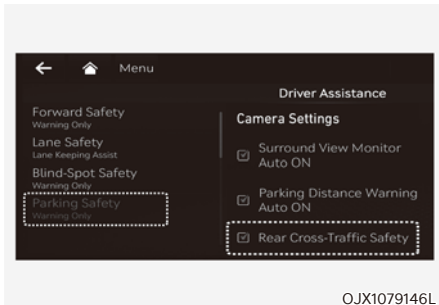 Menu
Driver Assistance
Forward Safety
Warning Only
Lane Safety
Lane Keeping Assist
Blind-Spot Safety
Warning Only
Parking Safety
Warning Only
Camera Settings
Surround View Monitor
Auto ON
Parking Distance Warning
Auto ON
Rear Cross-Traffic Safety
OJX1079146L